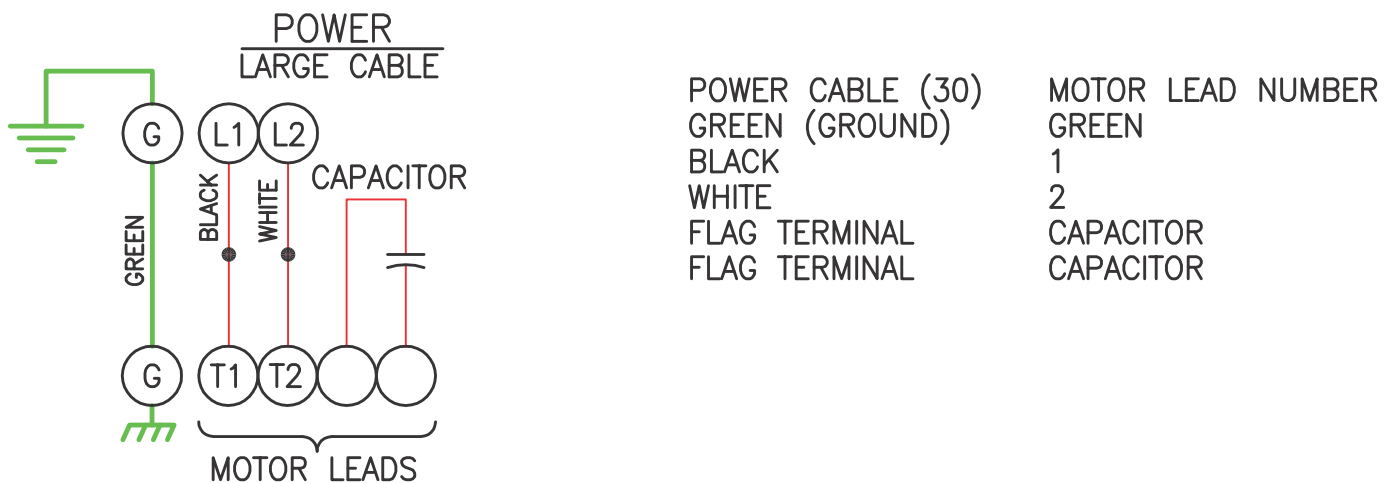 POWER
LARGE CABLE
G L1 L2
BLACK
WHITE
CAPACITOR
GREEN
G T1 T2
MOTOR LEADS
POWER CABLE (30) MOTOR LEAD NUMBER
GREEN (GROUND) GREEN
BLACK 1
WHITE 2
FLAG TERMINAL CAPACITOR
FLAG TERMINAL CAPACITOR